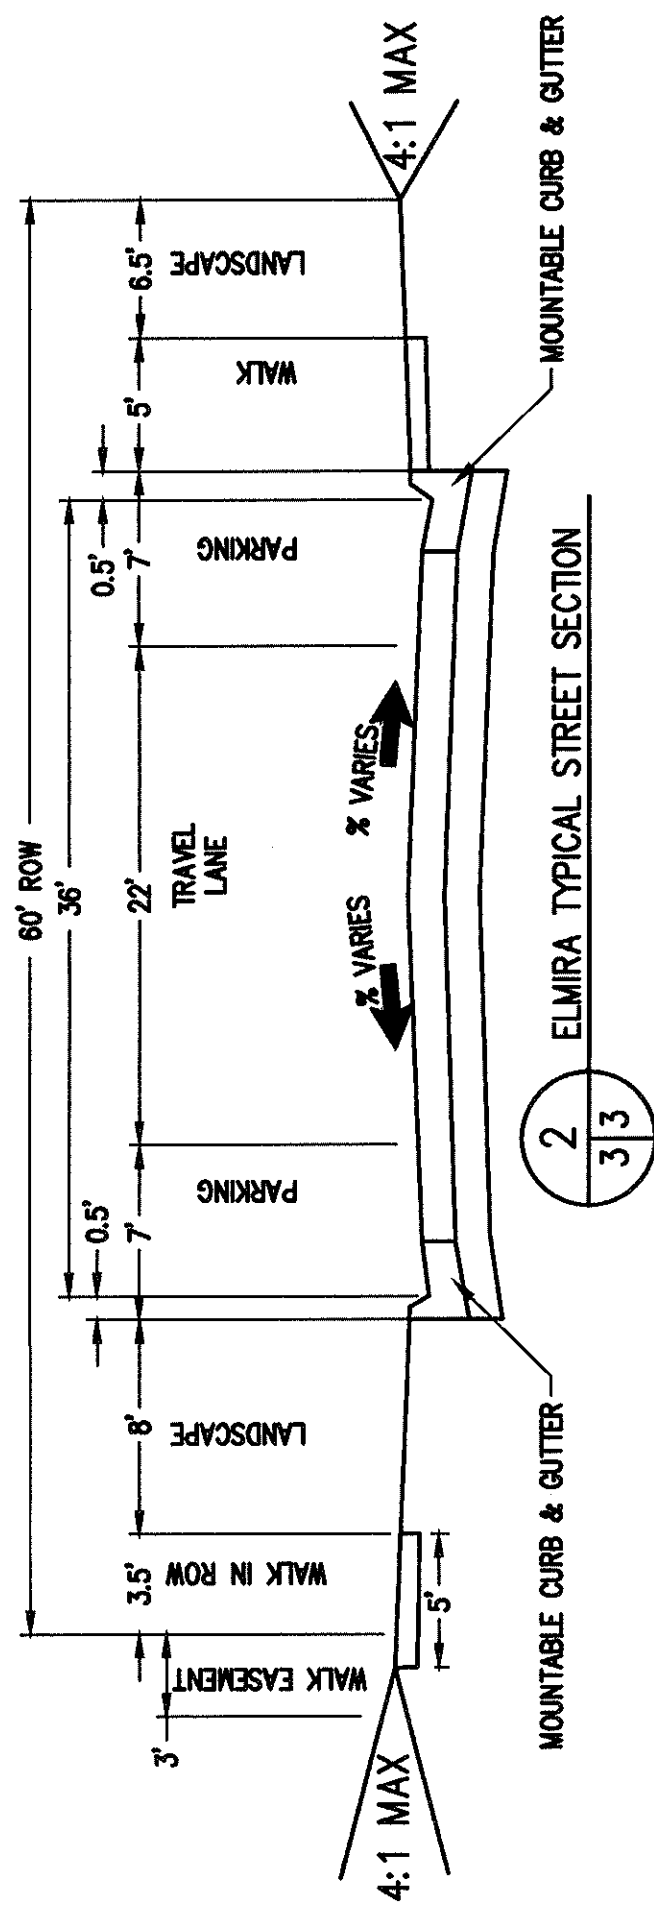 60' ROW
36'
0.5'
0.5'
3'
3.5'
8'
7'
22'
7'
5'
6.5'
WALK EASEMENT
WALK IN ROW
LANDSCAPE
PARKING
TRAVEL
LANE
PARKING
WALK
LANDSCAPE
% VARIES
% VARIES
4:1 MAX
4:1 MAX
5'
MOUNTABLE CURB & GUTTER
MOUNTABLE CURB & GUTTER
2
3 3
ELMIRA TYPICAL STREET SECTION